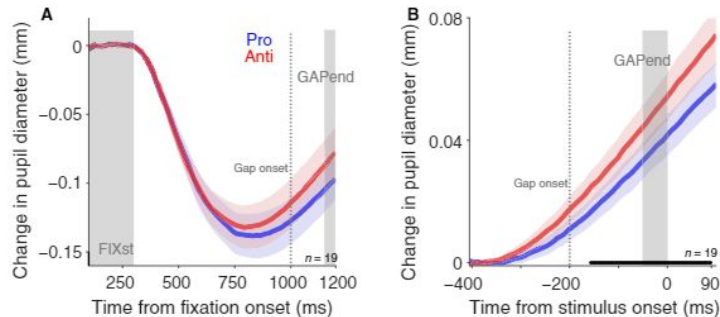 A
Change in pupil diameter (mm)
0
−0.05
−0.1
−0.15
Pro
Anti
GAPend
Gap onset
FIXst
n = 19
250 500 750 1000 1200
Time from fixation onset (ms)
B
Change in pupil diameter (mm)
0.08
0.04
0
GAPend
Gap onset
n = 19
−400 −200 0 90
Time from stimulus onset (ms)